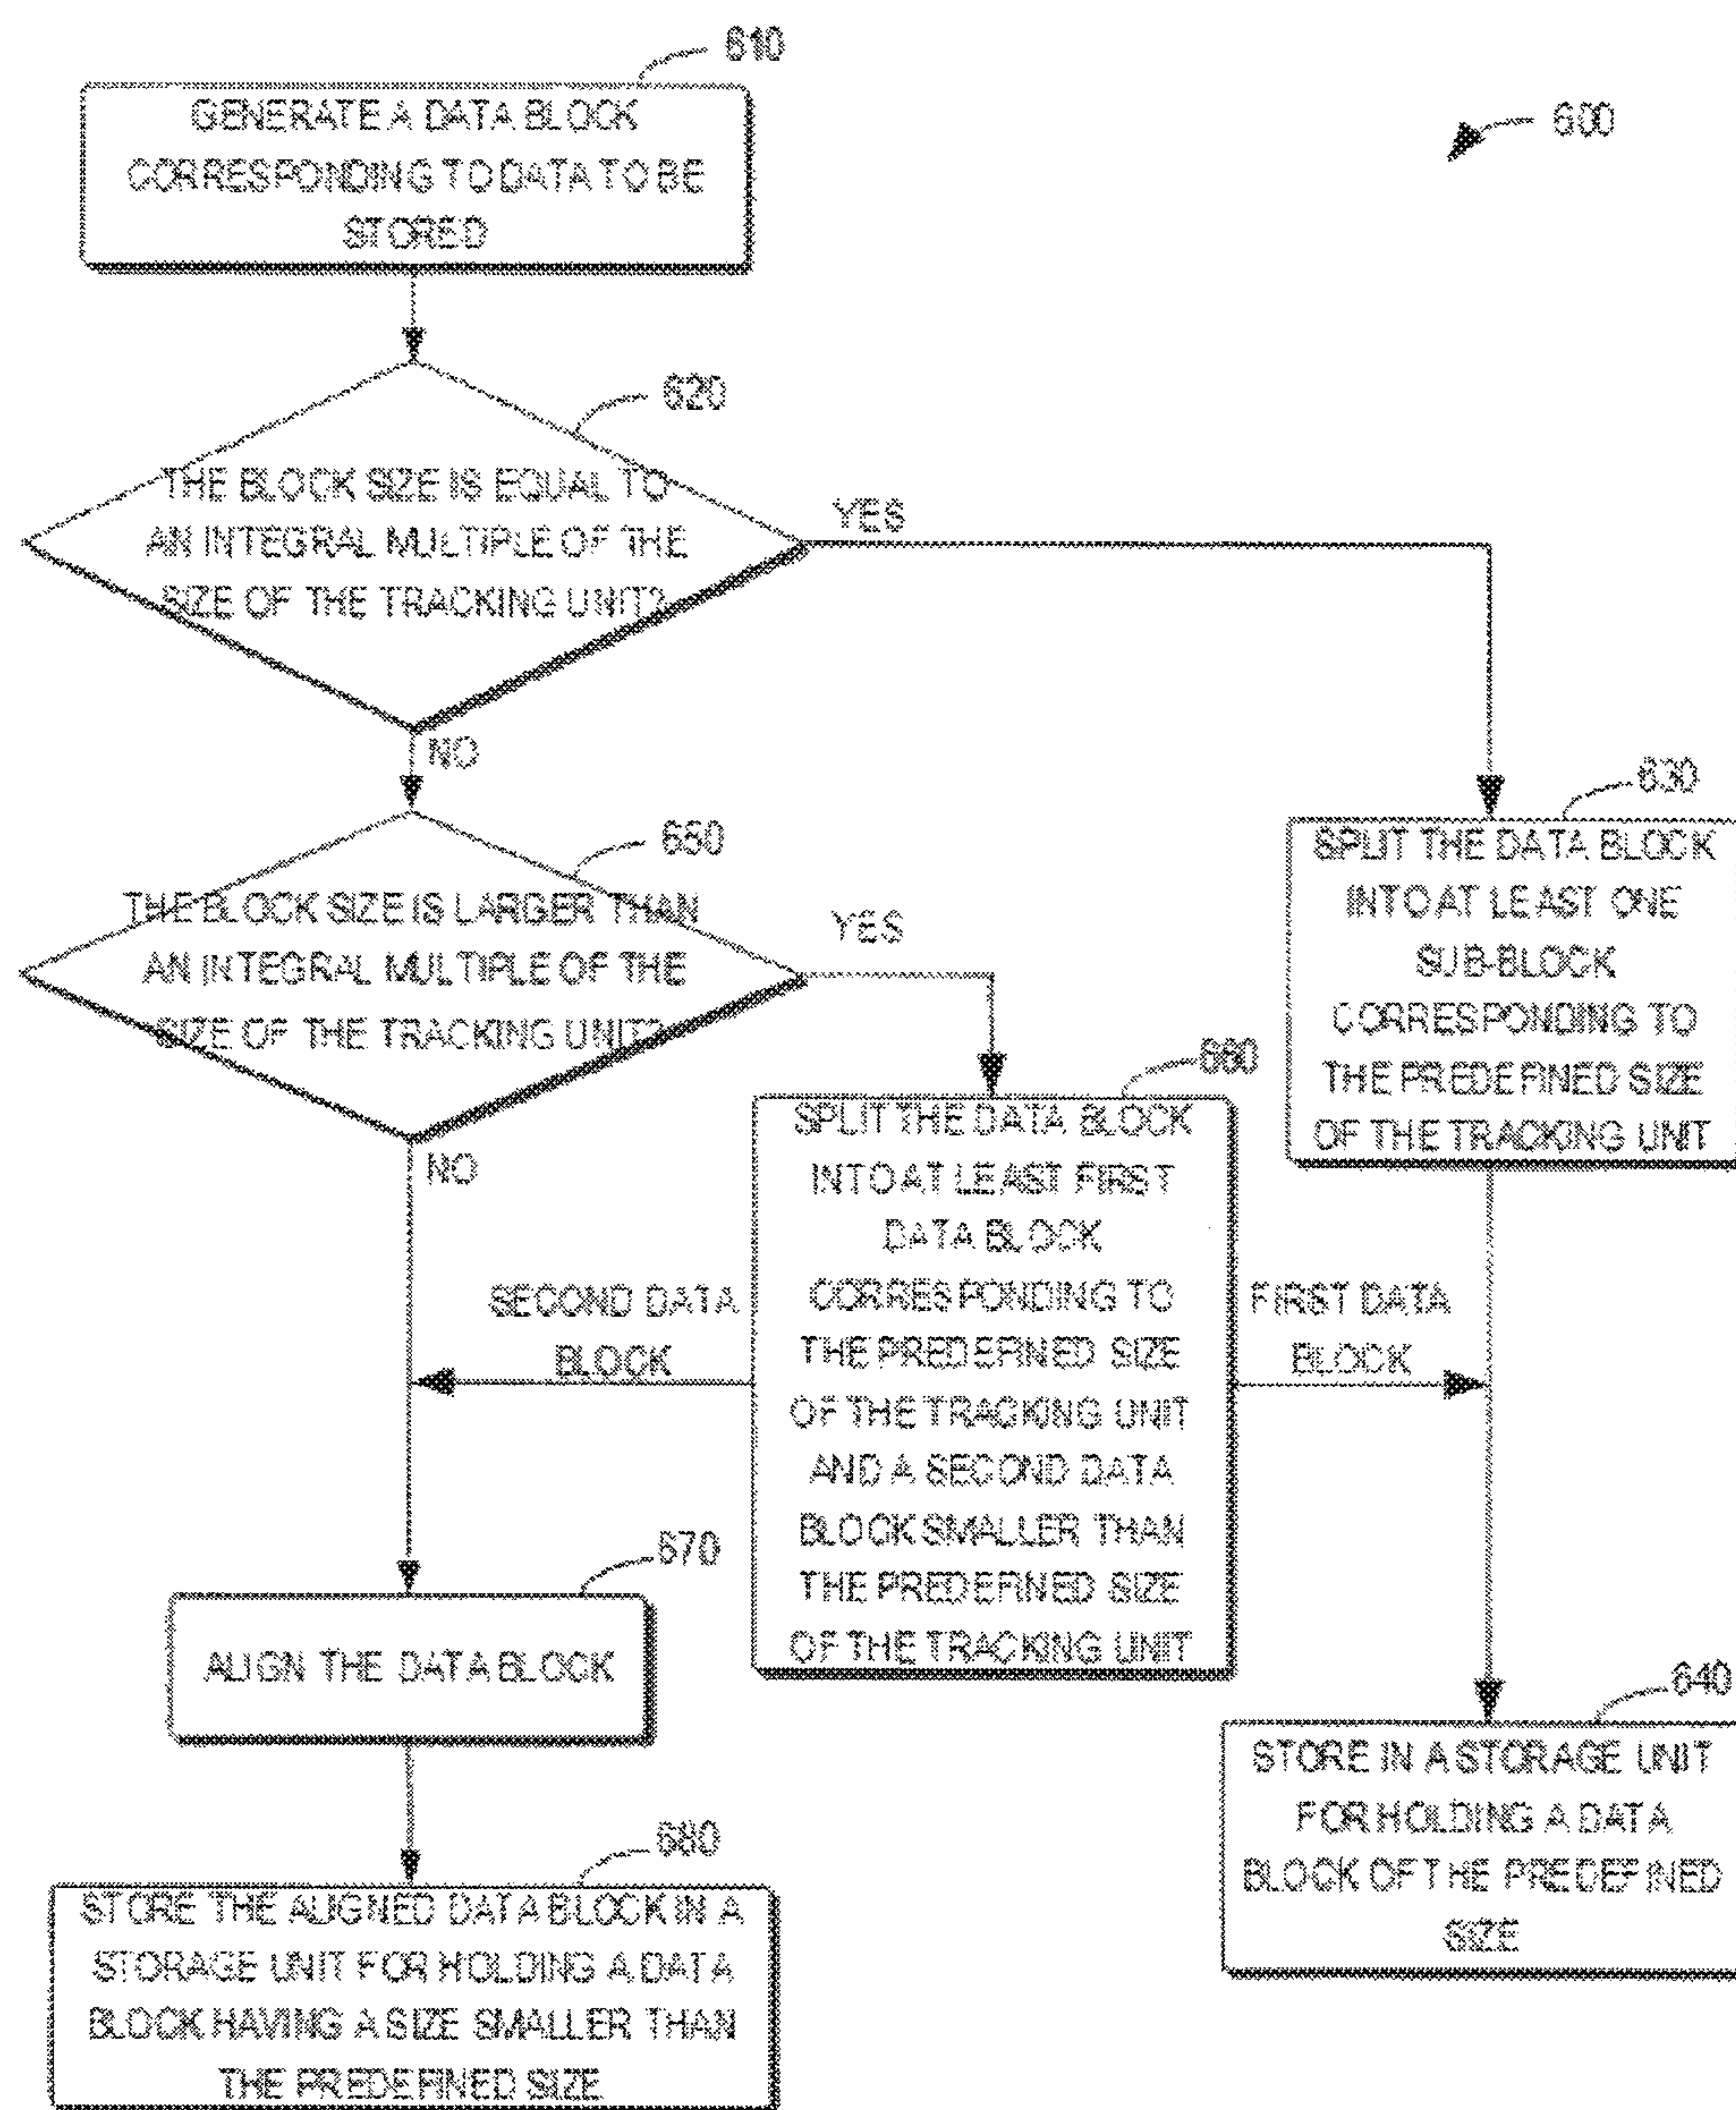 610
GENERATE A DATA BLOCK
CORRESPONDING TO DATA TO BE
STORED
600
620
THE BLOCK SIZE IS EQUAL TO
AN INTEGRAL MULTIPLE OF THE
SIZE OF THE TRACKING UNIT?
YES
NO
630
SPLIT THE DATA BLOCK
INTO AT LEAST ONE
SUB-BLOCK
CORRESPONDING TO
THE PREDEFINED SIZE
OF THE TRACKING UNIT
650
THE BLOCK SIZE IS LARGER THAN
AN INTEGRAL MULTIPLE OF THE
SIZE OF THE TRACKING UNIT?
YES
NO
660
SPLIT THE DATA BLOCK
INTO AT LEAST FIRST
DATA BLOCK
CORRESPONDING TO
THE PREDEFINED SIZE
OF THE TRACKING UNIT
AND A SECOND DATA
BLOCK SMALLER THAN
THE PREDEFINED SIZE
OF THE TRACKING UNIT
SECOND DATA
BLOCK
FIRST DATA
BLOCK
670
ALIGN THE DATA BLOCK
640
STORE IN A STORAGE UNIT
FOR HOLDING A DATA
BLOCK OF THE PREDEFINED
SIZE
680
STORE THE ALIGNED DATA BLOCK IN A
STORAGE UNIT FOR HOLDING A DATA
BLOCK HAVING A SIZE SMALLER THAN
THE PREDEFINED SIZE